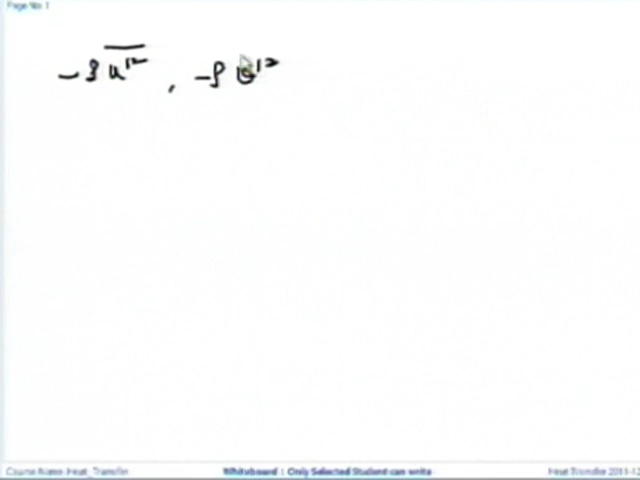 Page No 1
-ρ u'², -ρ υ'²
Course Name: Heat_Transfer Whiteboard : Only Selected Student can write Heat Transfer 2011-12